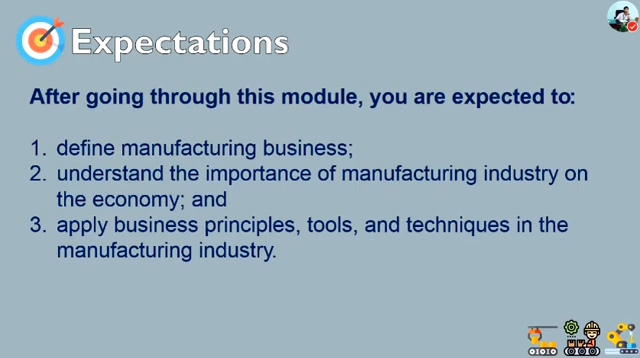 Expectations
After going through this module, you are expected to:
1. define manufacturing business;
2. understand the importance of manufacturing industry on
the economy; and
3. apply business principles, tools, and techniques in the
manufacturing industry.